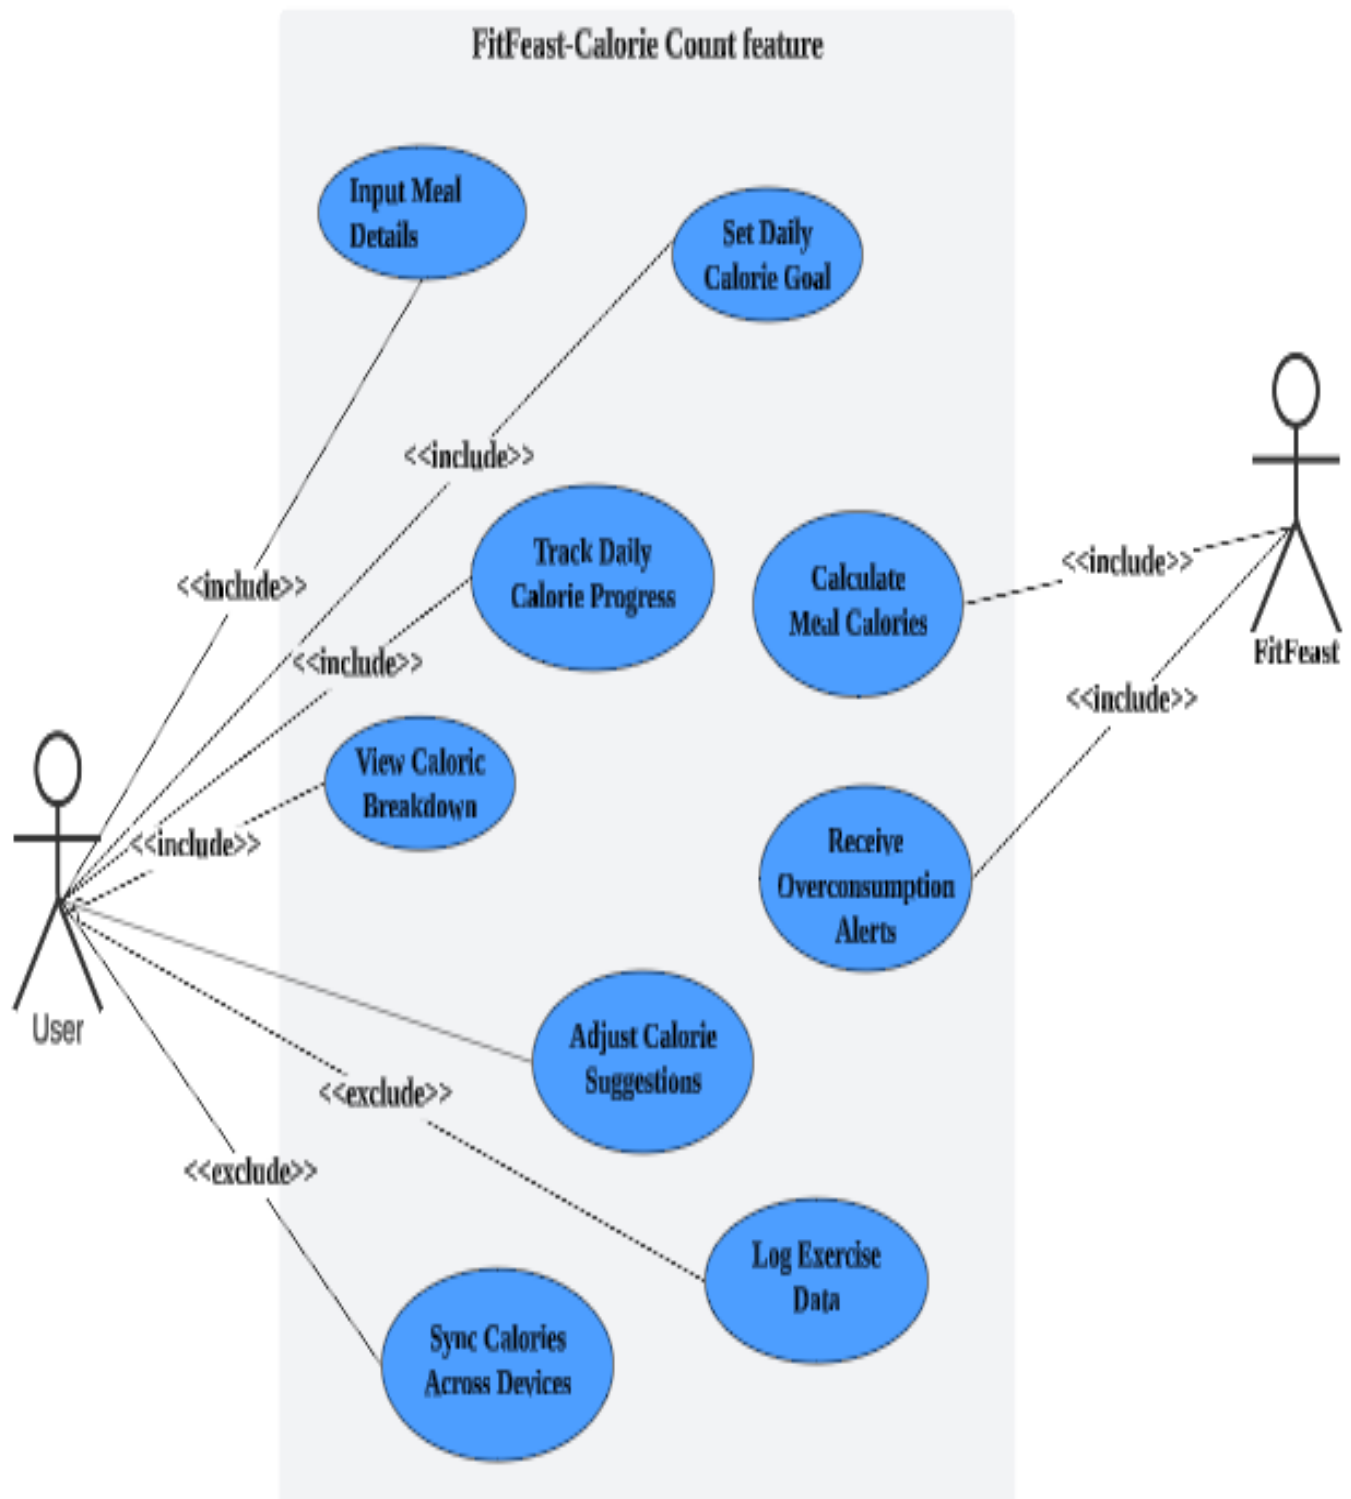 FitFeast-Calorie Count feature
Input Meal
Details
Set Daily
Calorie Goal
<<include>>
Track Daily
Calorie Progress
Calculate
Meal Calories
<<include>>
FitFeast
<<include>>
<<include>>
<<include>>
View Caloric
Breakdown
<<include>>
Receive
Overconsumption
Alerts
User
Adjust Calorie
Suggestions
<<exclude>>
<<exclude>>
Log Exercise
Data
Sync Calories
Across Devices